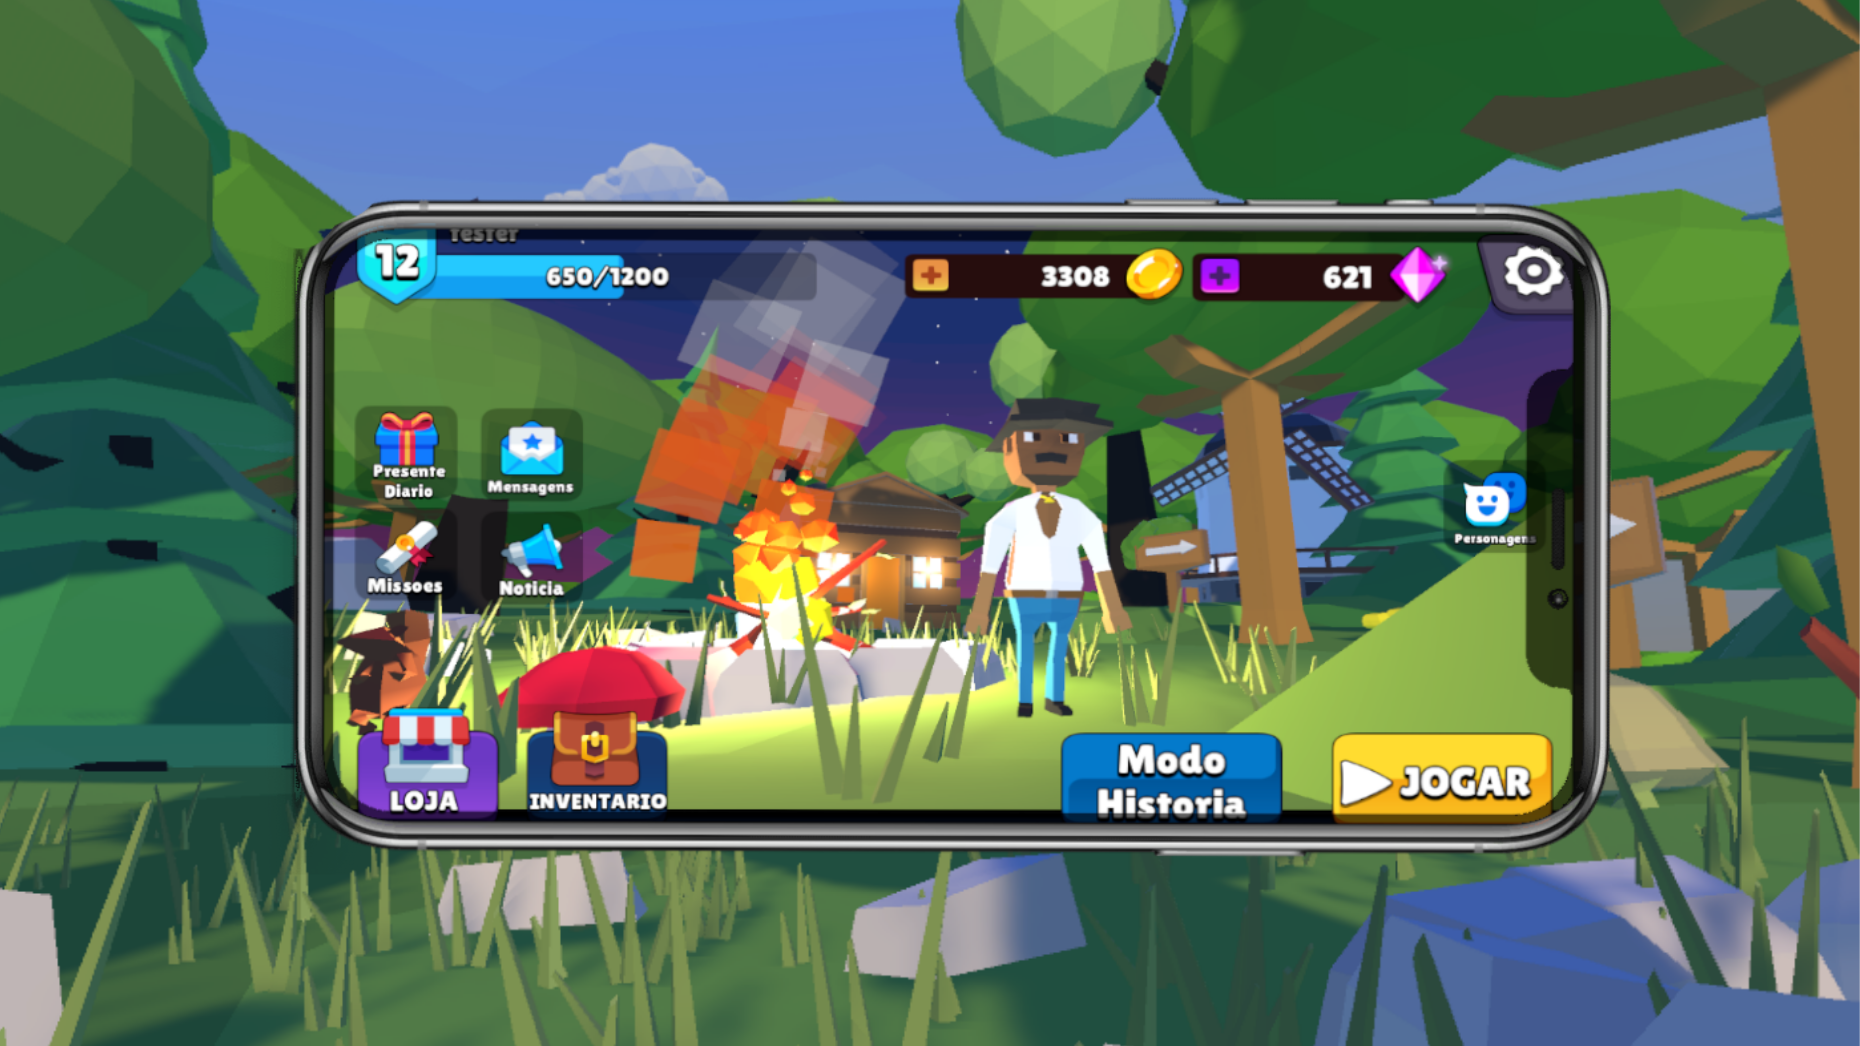 Tester
12
650/1200
3308
621
Presente
Diario
Mensagens
Missoes
Noticia
Personagens
LOJA
INVENTARIO
Modo
Historia
JOGAR